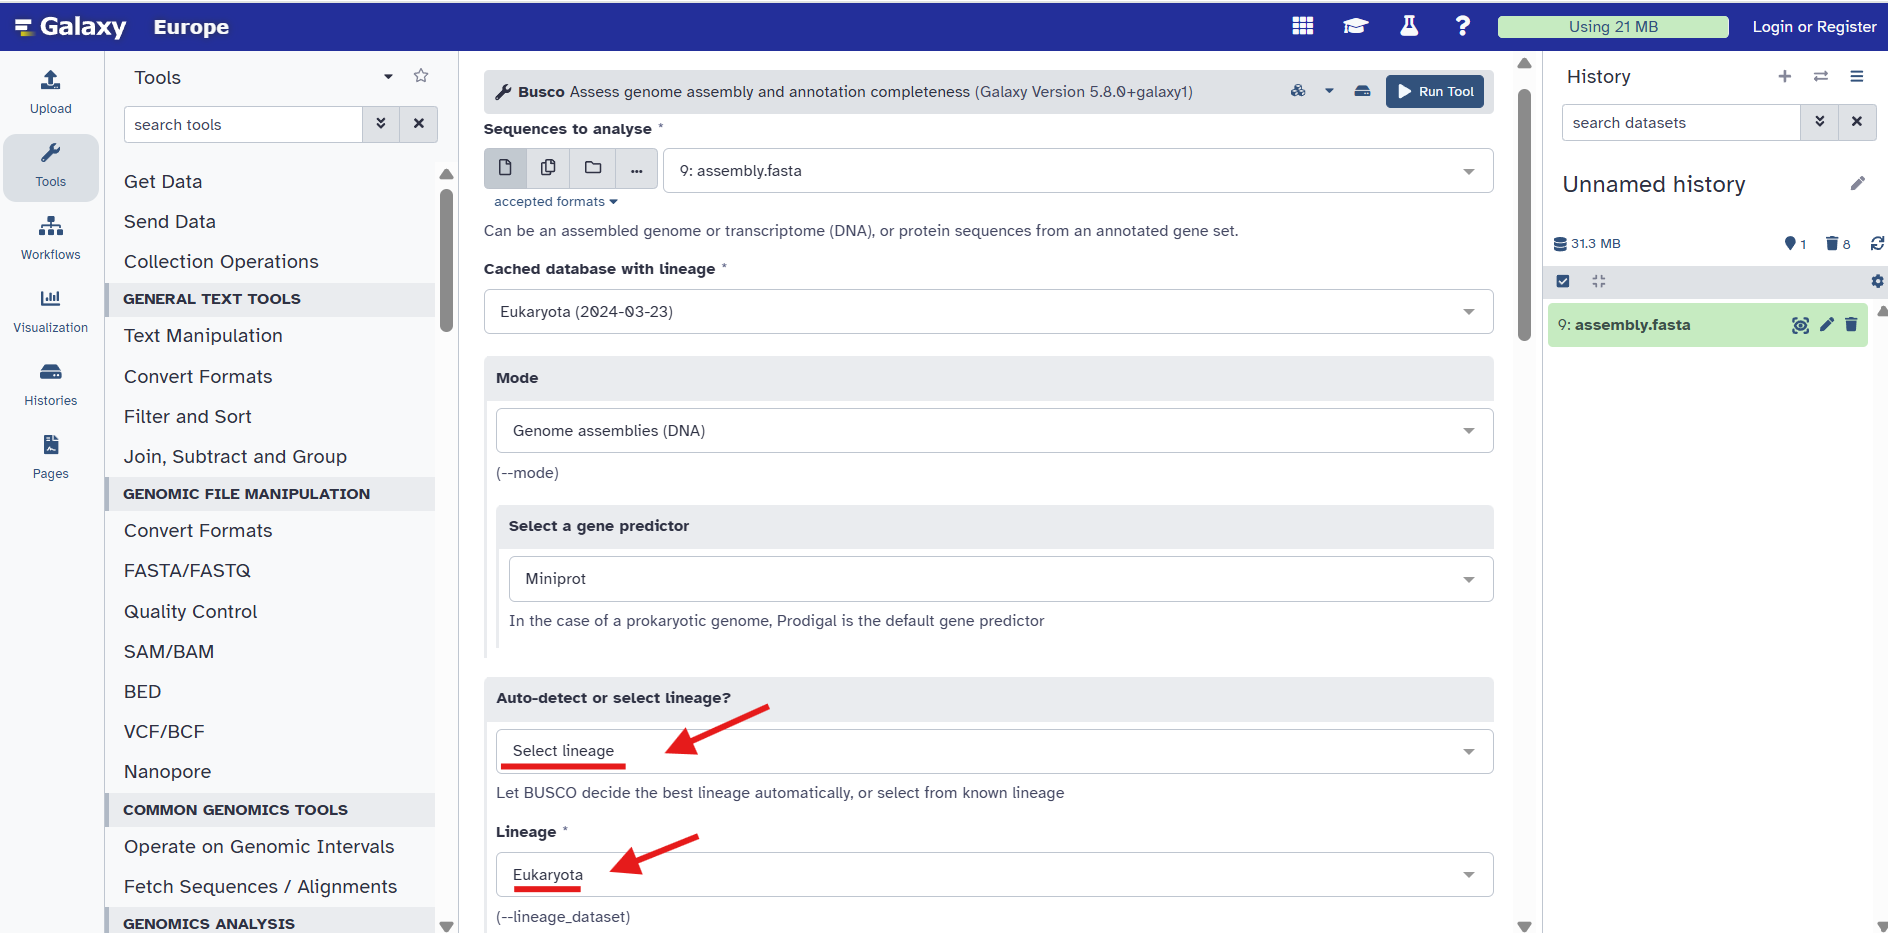 Galaxy Europe
Using 21 MB
Login or Register
Upload
Tools
Workflows
Visualization
Histories
Pages
Tools
search tools
Get Data
Send Data
Collection Operations
GENERAL TEXT TOOLS
Text Manipulation
Convert Formats
Filter and Sort
Join, Subtract and Group
GENOMIC FILE MANIPULATION
Convert Formats
FASTA/FASTQ
Quality Control
SAM/BAM
BED
VCF/BCF
Nanopore
COMMON GENOMICS TOOLS
Operate on Genomic Intervals
Fetch Sequences / Alignments
GENOMICS ANALYSIS
Busco Assess genome assembly and annotation completeness (Galaxy Version 5.8.0+galaxy1)
Run Tool
Sequences to analyse *
...
9: assembly.fasta
accepted formats
Can be an assembled genome or transcriptome (DNA), or protein sequences from an annotated gene set.
Cached database with lineage *
Eukaryota (2024-03-23)
Mode
Genome assemblies (DNA)
(--mode)
Select a gene predictor
Miniprot
In the case of a prokaryotic genome, Prodigal is the default gene predictor
Auto-detect or select lineage?
Select lineage
Let BUSCO decide the best lineage automatically, or select from known lineage
Lineage *
Eukaryota
(--lineage_dataset)
History
search datasets
Unnamed history
31.3 MB
1
8
9: assembly.fasta